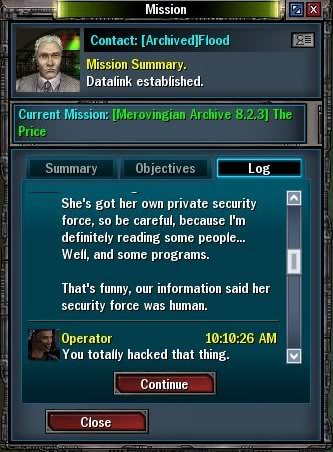 Mission
Contact: [Archived]Flood
Mission Summary.
Datalink established.
Current Mission: [Merovingian Archive 8.2.3] The
Price
Summary
Objectives
Log
She's got her own private security
force, so be careful, because I'm
definitely reading some people...
Well, and some programs.
That's funny, our information said her
security force was human.
Operator 10:10:26 AM
You totally hacked that thing.
Continue
Close